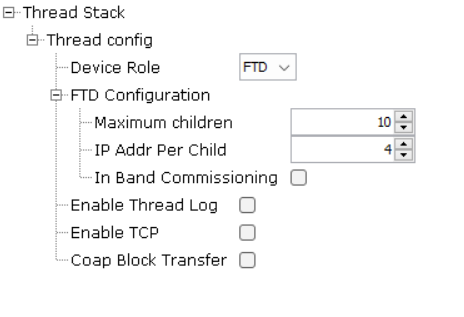 Thread Stack
Thread config
Device Role FTD
FTD Configuration
Maximum children 10
IP Addr Per Child 4
In Band Commissioning
Enable Thread Log
Enable TCP
Coap Block Transfer